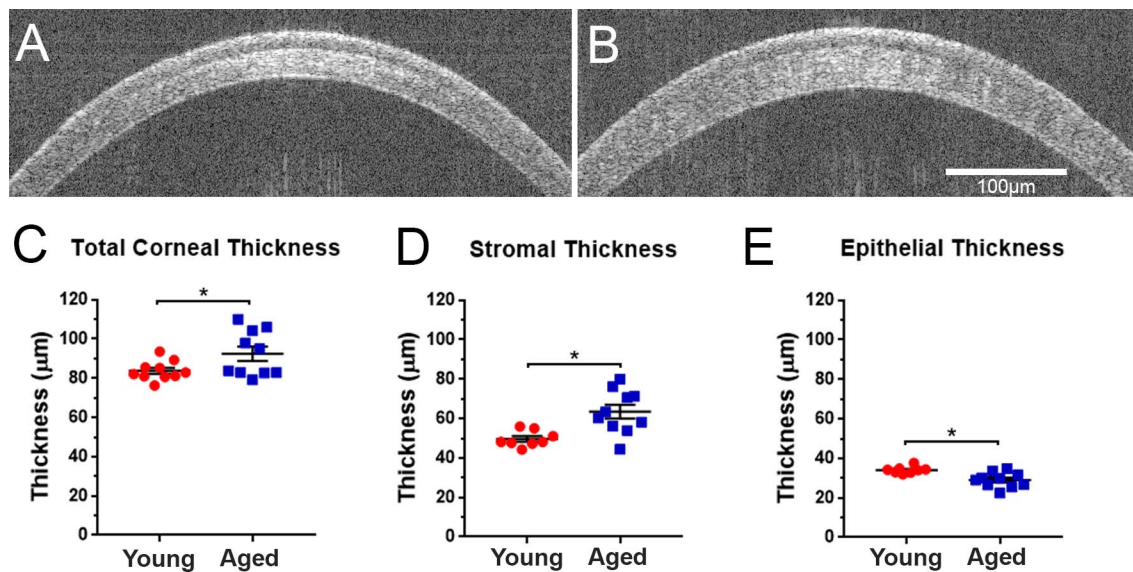 A
B
100µm
C Total Corneal Thickness
Thickness (µm)
120
100
80
60
40
20
0
*
Young Aged
D Stromal Thickness
Thickness (µm)
120
100
80
60
40
20
0
*
Young Aged
E Epithelial Thickness
Thickness (µm)
120
100
80
60
40
20
0
*
Young Aged